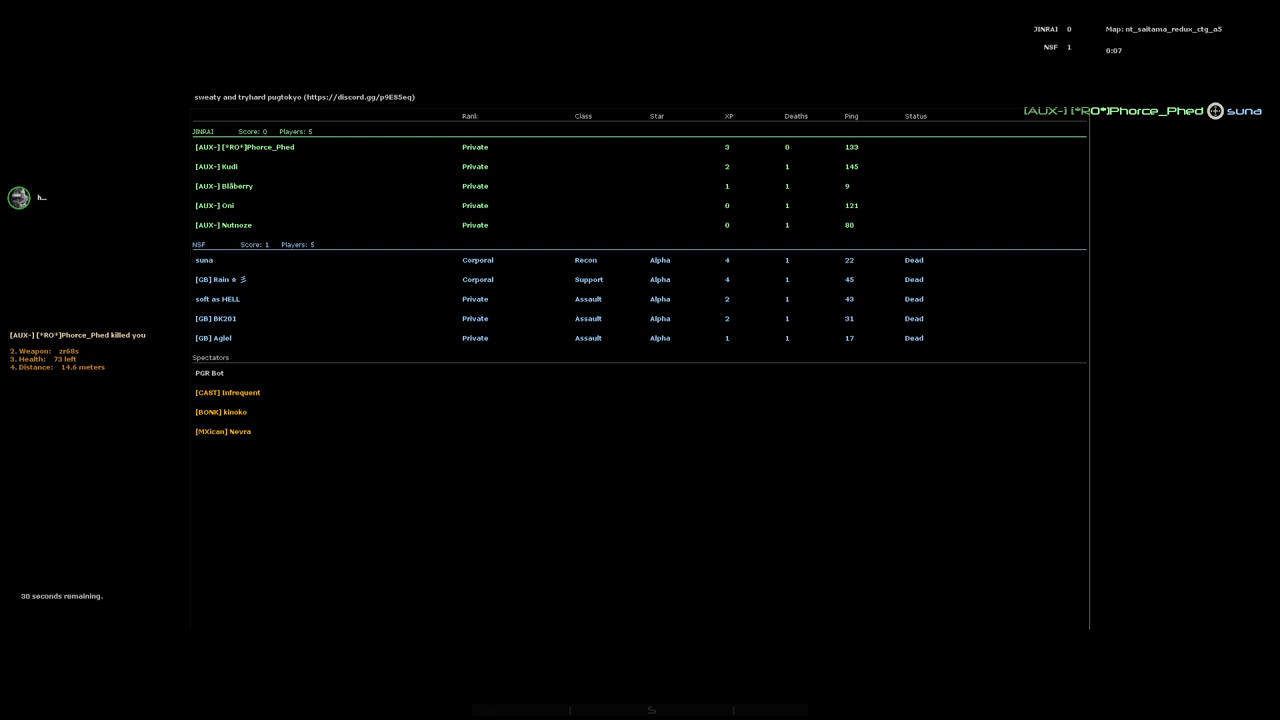 JINRAI 0 Map: nt_saitama_redux_ctg_a5
NSF 1 0:07
sweaty and tryhard pugtokyo (https://discord.gg/p9E85eq)
[AUX-] [*RO*]Phorce_Phed suna
Rank: Class Star XP Deaths Ping Status
JINRAI Score: 0 Players: 5
[AUX-] [*RO*]Phorce_Phed Private 3 0 133
[AUX-] Kudi Private 2 1 145
[AUX-] Blåberry Private 1 1 9
[AUX-] Oni Private 0 1 121
[AUX-] Nutnoze Private 0 1 80
h...
NSF Score: 1 Players: 5
suna Corporal Recon Alpha 4 1 22 Dead
[GB] Rain ☆ 彡 Corporal Support Alpha 4 1 45 Dead
soft as HELL Private Assault Alpha 2 1 43 Dead
[GB] BK201 Private Assault Alpha 2 1 31 Dead
[GB] Agiel Private Assault Alpha 1 1 17 Dead
[AUX-] [*RO*]Phorce_Phed killed you
2. Weapon: zr68s
3. Health: 73 left
4. Distance: 14.6 meters
Spectators
PGR Bot
[CAST] Infrequent
[BONK] kinoko
[MXican] Nevra
30 seconds remaining.
S